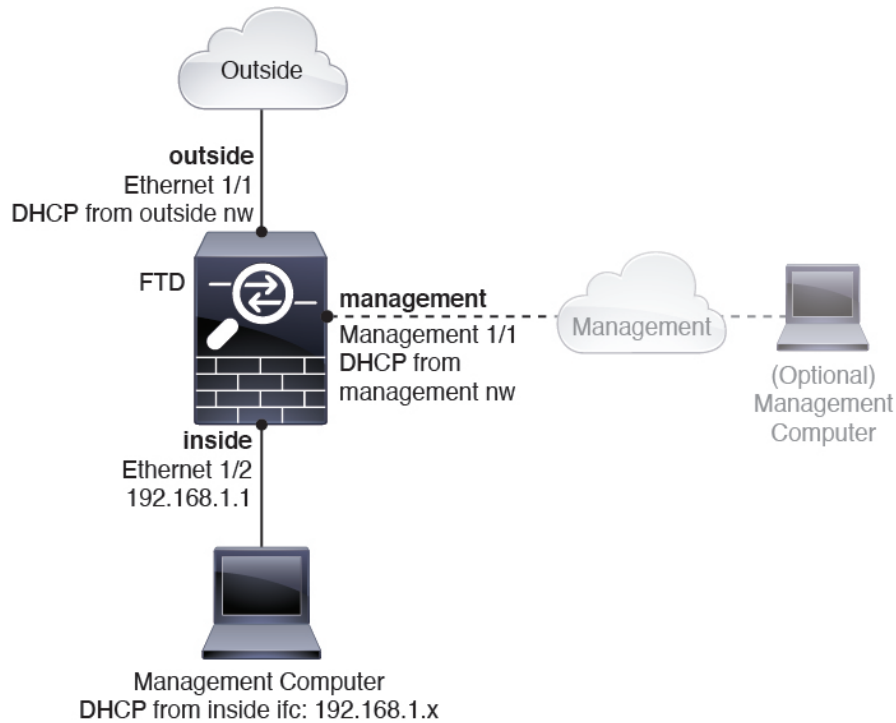 Outside
outside
Ethernet 1/1
DHCP from outside nw
FTD
management
Management 1/1
DHCP from
management nw
Management
(Optional)
Management
Computer
inside
Ethernet 1/2
192.168.1.1
Management Computer
DHCP from inside ifc: 192.168.1.x